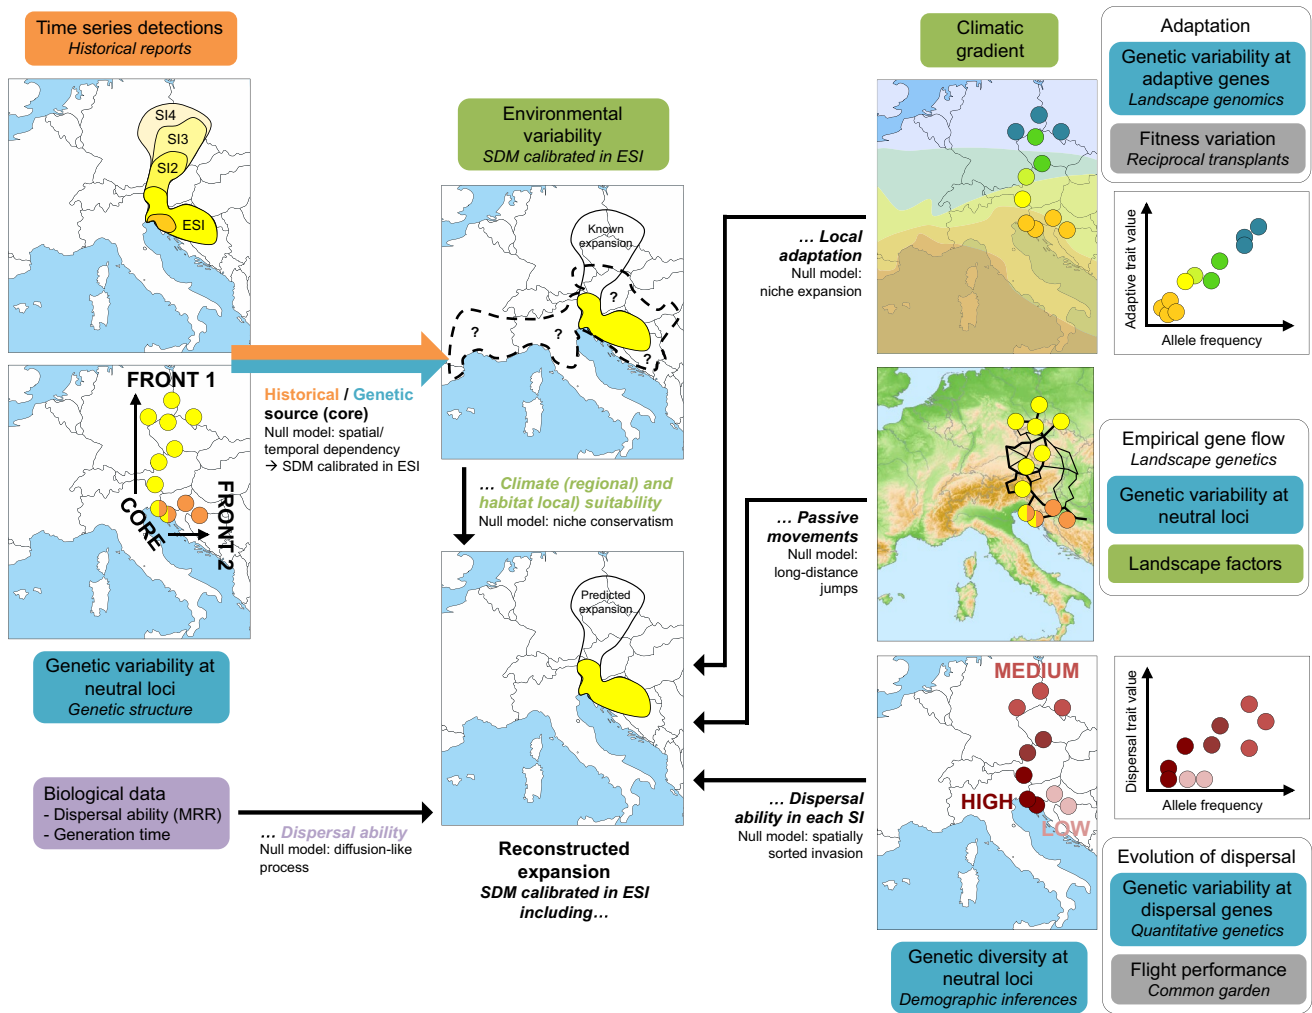 Time series detections
Historical reports
SI4
SI3
SI2
ESI
FRONT 1
CORE
FRONT 2
Genetic variability at
neutral loci
Genetic structure
Biological data
- Dispersal ability (MRR)
- Generation time
Historical / Genetic
source (core)
Null model: spatial/
temporal dependency
→ SDM calibrated in ESI
Environmental
variability
SDM calibrated in ESI
Known
expansion
?
?
?
?
... Climate (regional) and
habitat local) suitability
Null model: niche conservatism
Predicted
expansion
... Dispersal ability
Null model: diffusion-like
process
Reconstructed
expansion
SDM calibrated in ESI
including...
... Local
adaptation
Null model:
niche expansion
... Passive
movements
Null model:
long-distance
jumps
... Dispersal
ability in each SI
Null model: spatially
sorted invasion
Climatic
gradient
Adaptation
Genetic variability at
adaptive genes
Landscape genomics
Fitness variation
Reciprocal transplants
Adaptive trait value
Allele frequency
Empirical gene flow
Landscape genetics
Genetic variability at
neutral loci
Landscape factors
MEDIUM
HIGH
LOW
Dispersal trait value
Allele frequency
Genetic diversity at
neutral loci
Demographic inferences
Evolution of dispersal
Genetic variability at
dispersal genes
Quantitative genetics
Flight performance
Common garden